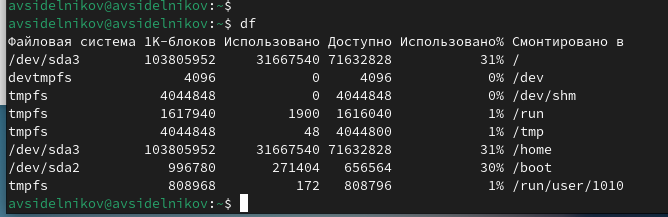 avsidelnikov@avsidelnikov:~$
avsidelnikov@avsidelnikov:~$ df
Файловая система 1K-блоков Использовано Доступно Использовано% Смонтировано в
/dev/sda3 103805952 31667540 71632828 31% /
devtmpfs 4096 0 4096 0% /dev
tmpfs 4044848 0 4044848 0% /dev/shm
tmpfs 1617940 1900 1616040 1% /run
tmpfs 4044848 48 4044800 1% /tmp
/dev/sda3 103805952 31667540 71632828 31% /home
/dev/sda2 996780 271404 656564 30% /boot
tmpfs 808968 172 808796 1% /run/user/1010
avsidelnikov@avsidelnikov:~$